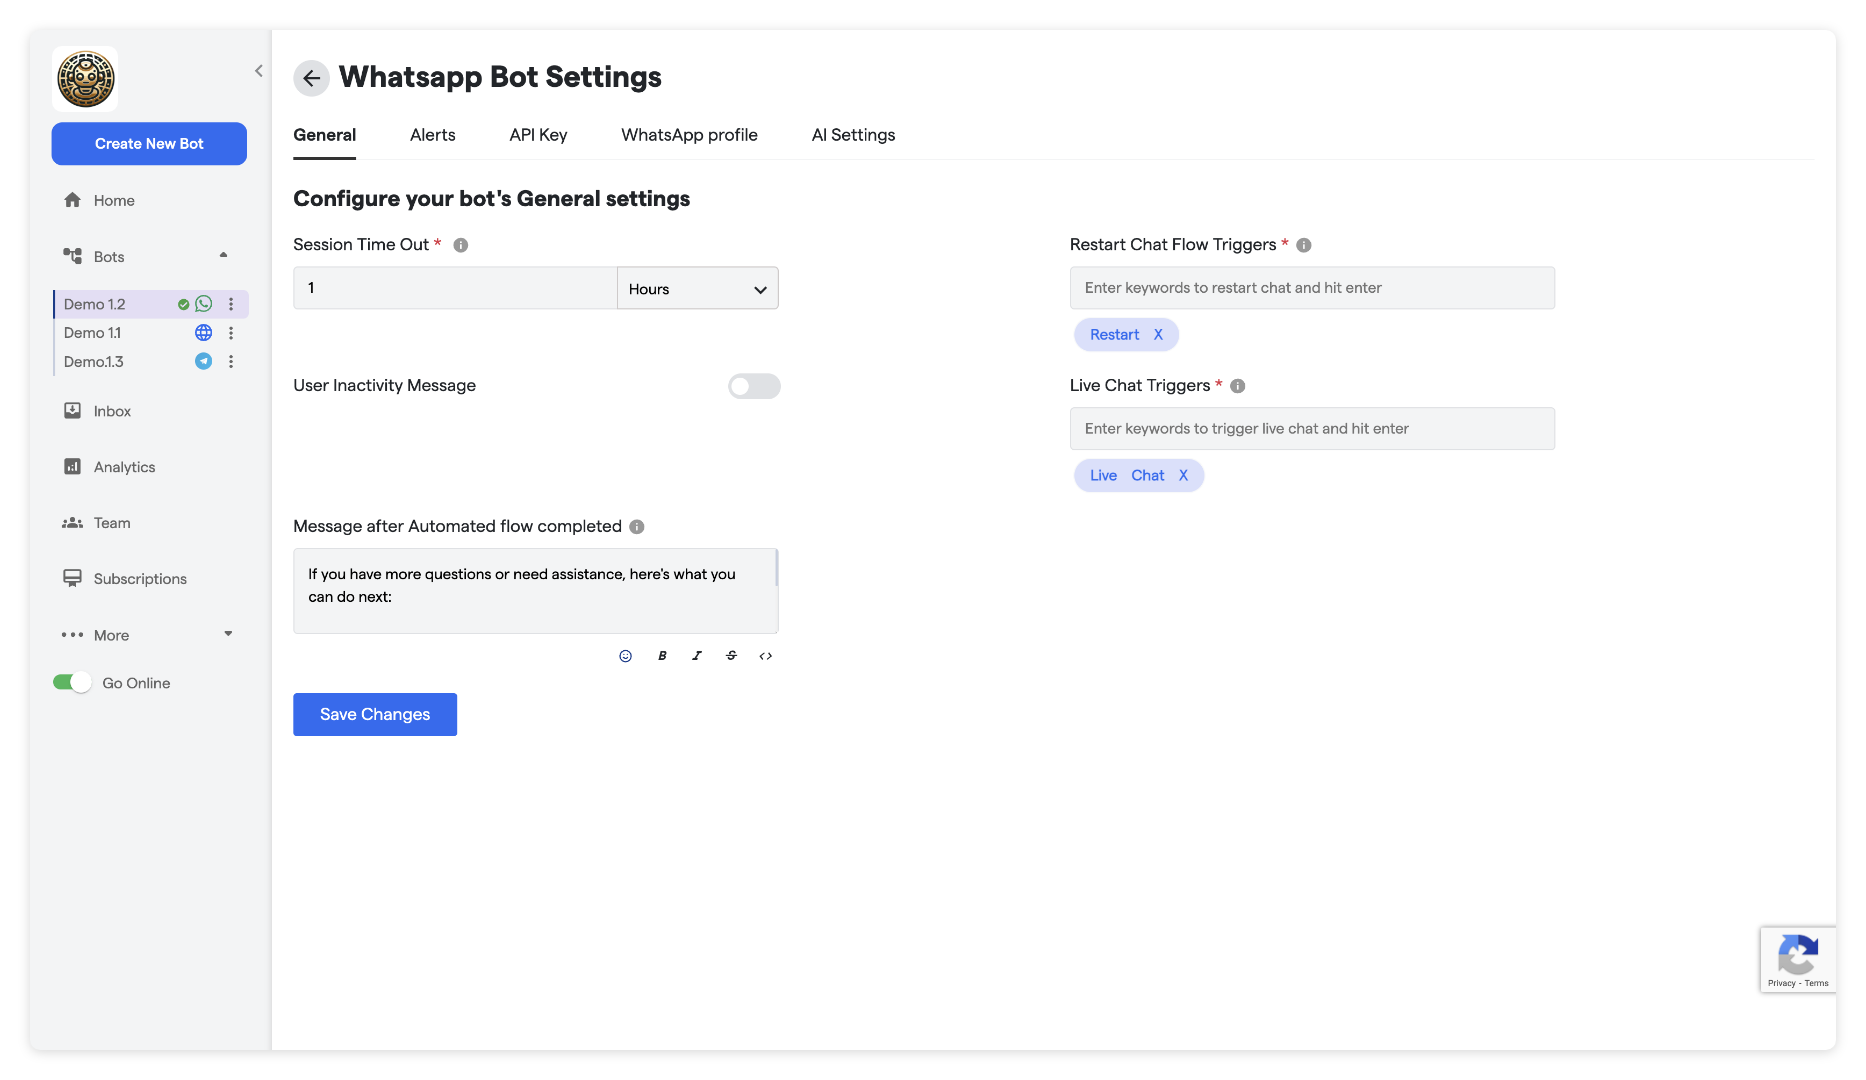 Create New Bot
Home
Bots
Demo 1.2
Demo 1.1
Demo.1.3
Inbox
Analytics
Team
Subscriptions
More
Go Online
Whatsapp Bot Settings
General
Alerts
API Key
WhatsApp profile
AI Settings
Configure your bot's General settings
Session Time Out *
1
Hours
Restart Chat Flow Triggers *
Enter keywords to restart chat and hit enter
Restart X
User Inactivity Message
Live Chat Triggers *
Enter keywords to trigger live chat and hit enter
Live Chat X
Message after Automated flow completed
If you have more questions or need assistance, here's what you
can do next:
B I S <>
Save Changes
Privacy - Terms